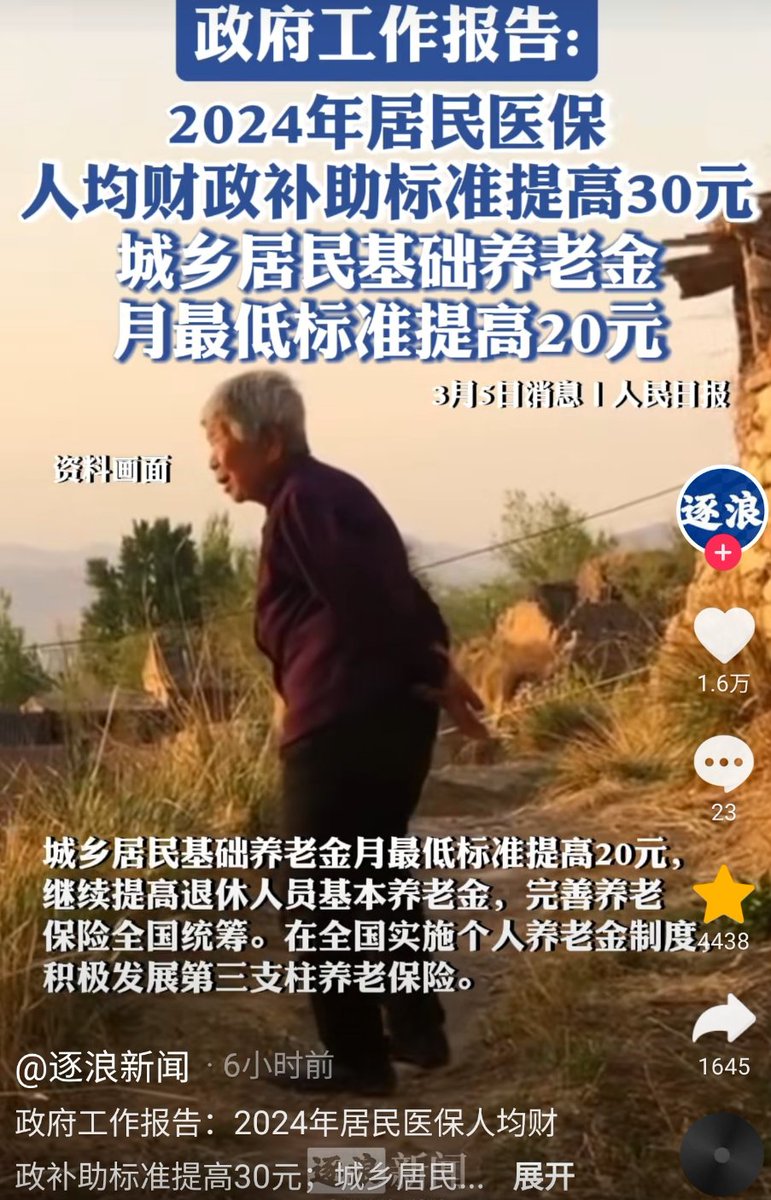 政府工作报告:
2024年居民医保
人均财政补助标准提高30元
城乡居民基础养老金
月最低标准提高20元
3月5日消息丨人民日报
资料画面
逐浪
1.6万
23
城乡居民基础养老金月最低标准提高20元，
继续提高退休人员基本养老金，完善养老
保险全国统筹。在全国实施个人养老金制度，
积极发展第三支柱养老保险。
4438
1645
@逐浪新闻 · 6小时前
政府工作报告：2024年居民医保人均财
政补助标准提高30元；城乡居民... 展开
逐浪新闻